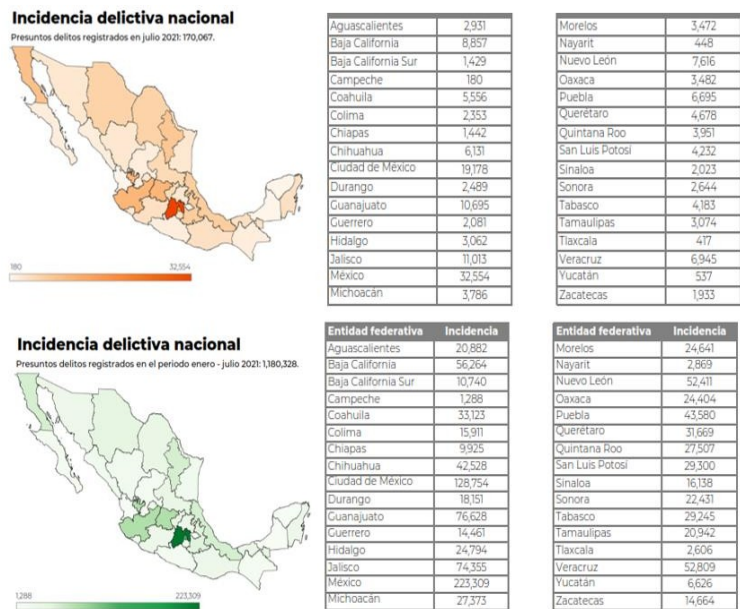 Incidencia delictiva nacional
Presuntos delitos registrados en julio 2021: 170,067.
180 32,554
Aguascalientes 2,931
Baja California 8,857
Baja California Sur 1,429
Campeche 180
Coahuila 5,556
Colima 2,353
Chiapas 1,442
Chihuahua 6,131
Ciudad de México 19,178
Durango 2,489
Guanajuato 10,695
Guerrero 2,081
Hidalgo 3,062
Jalisco 11,013
México 32,554
Michoacán 3,786
Morelos 3,472
Nayarit 448
Nuevo León 7,616
Oaxaca 3,482
Puebla 6,695
Querétaro 4,678
Quintana Roo 3,951
San Luis Potosí 4,232
Sinaloa 2,023
Sonora 2,644
Tabasco 4,183
Tamaulipas 3,074
Tlaxcala 417
Veracruz 6,945
Yucatán 537
Zacatecas 1,933
Incidencia delictiva nacional
Presuntos delitos registrados en el periodo enero - julio 2021: 1,180,328.
1,288 223,309
Entidad federativa Incidencia
Aguascalientes 20,882
Baja California 56,264
Baja California Sur 10,740
Campeche 1,288
Coahuila 33,123
Colima 15,911
Chiapas 9,925
Chihuahua 42,528
Ciudad de México 128,754
Durango 18,151
Guanajuato 76,628
Guerrero 14,461
Hidalgo 24,794
Jalisco 74,355
México 223,309
Michoacán 27,373
Entidad federativa Incidencia
Morelos 24,641
Nayarit 2,869
Nuevo León 52,411
Oaxaca 24,404
Puebla 43,580
Querétaro 31,669
Quintana Roo 27,507
San Luis Potosí 29,300
Sinaloa 16,138
Sonora 22,431
Tabasco 29,245
Tamaulipas 20,942
Tlaxcala 2,606
Veracruz 52,809
Yucatán 6,626
Zacatecas 14,664